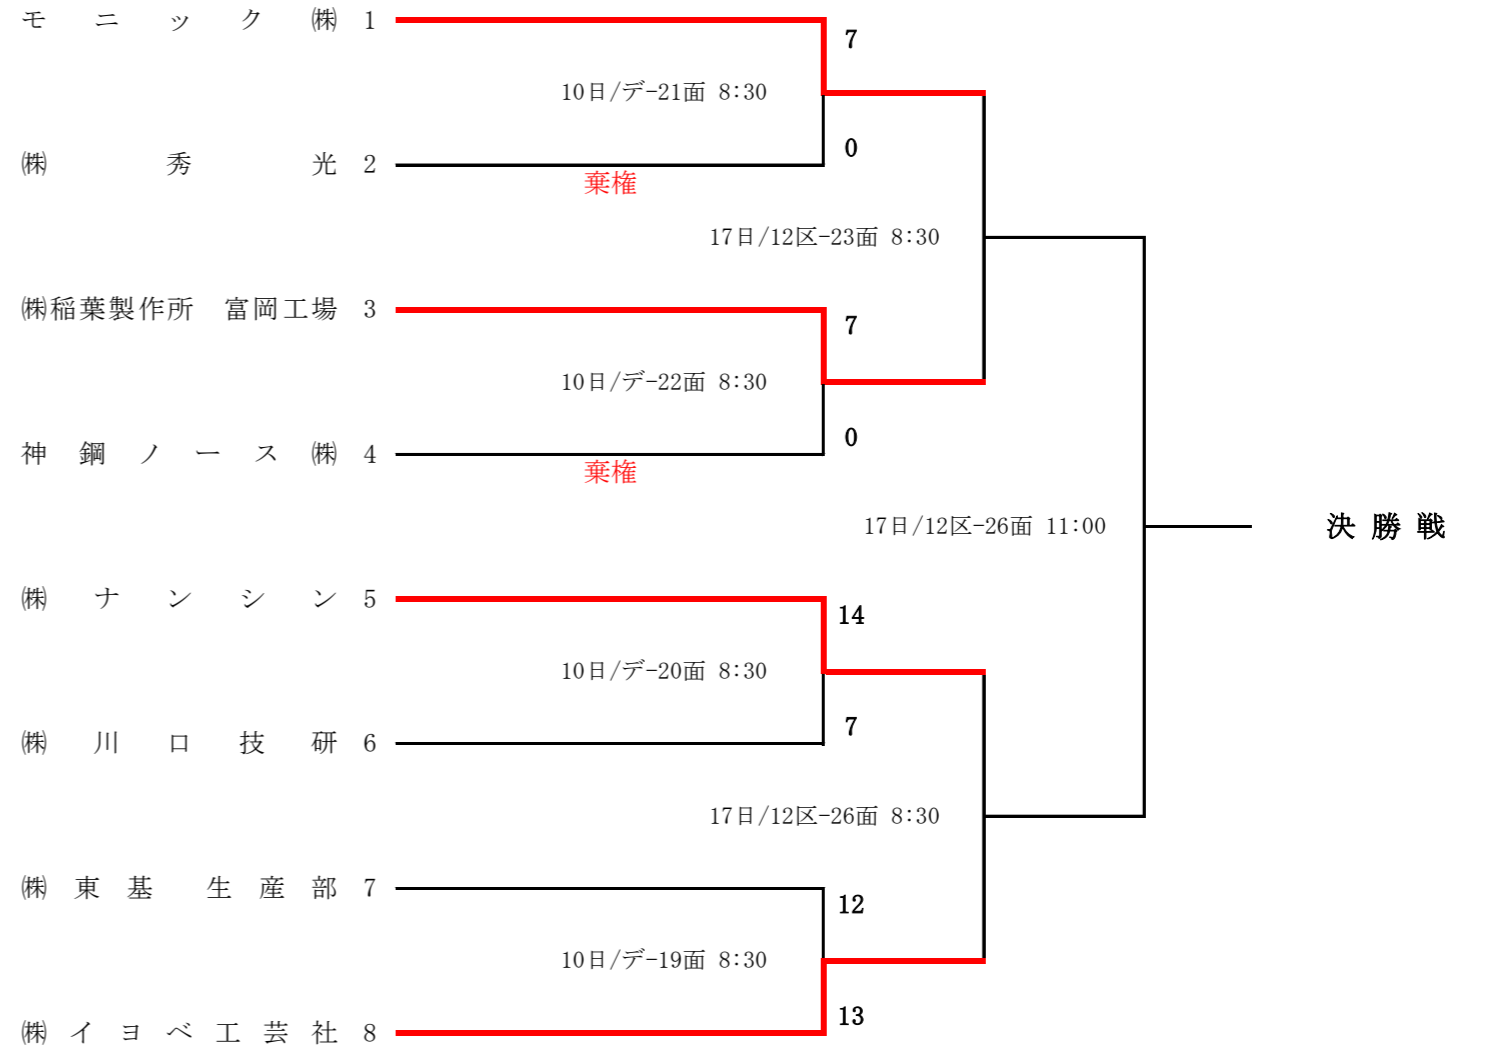 モニック㈱ 1
7
10日/デ-21面 8:30
0
㈱秀光 2
棄権
17日/12区-23面 8:30
㈱稲葉製作所 富岡工場 3
7
10日/デ-22面 8:30
0
神鋼ノース㈱ 4
棄権
17日/12区-26面 11:00
決勝戦
㈱ナンシン 5
14
10日/デ-20面 8:30
7
㈱川口技研 6
17日/12区-26面 8:30
㈱東基 生産部 7
12
10日/デ-19面 8:30
13
㈱イヨベ工芸社 8